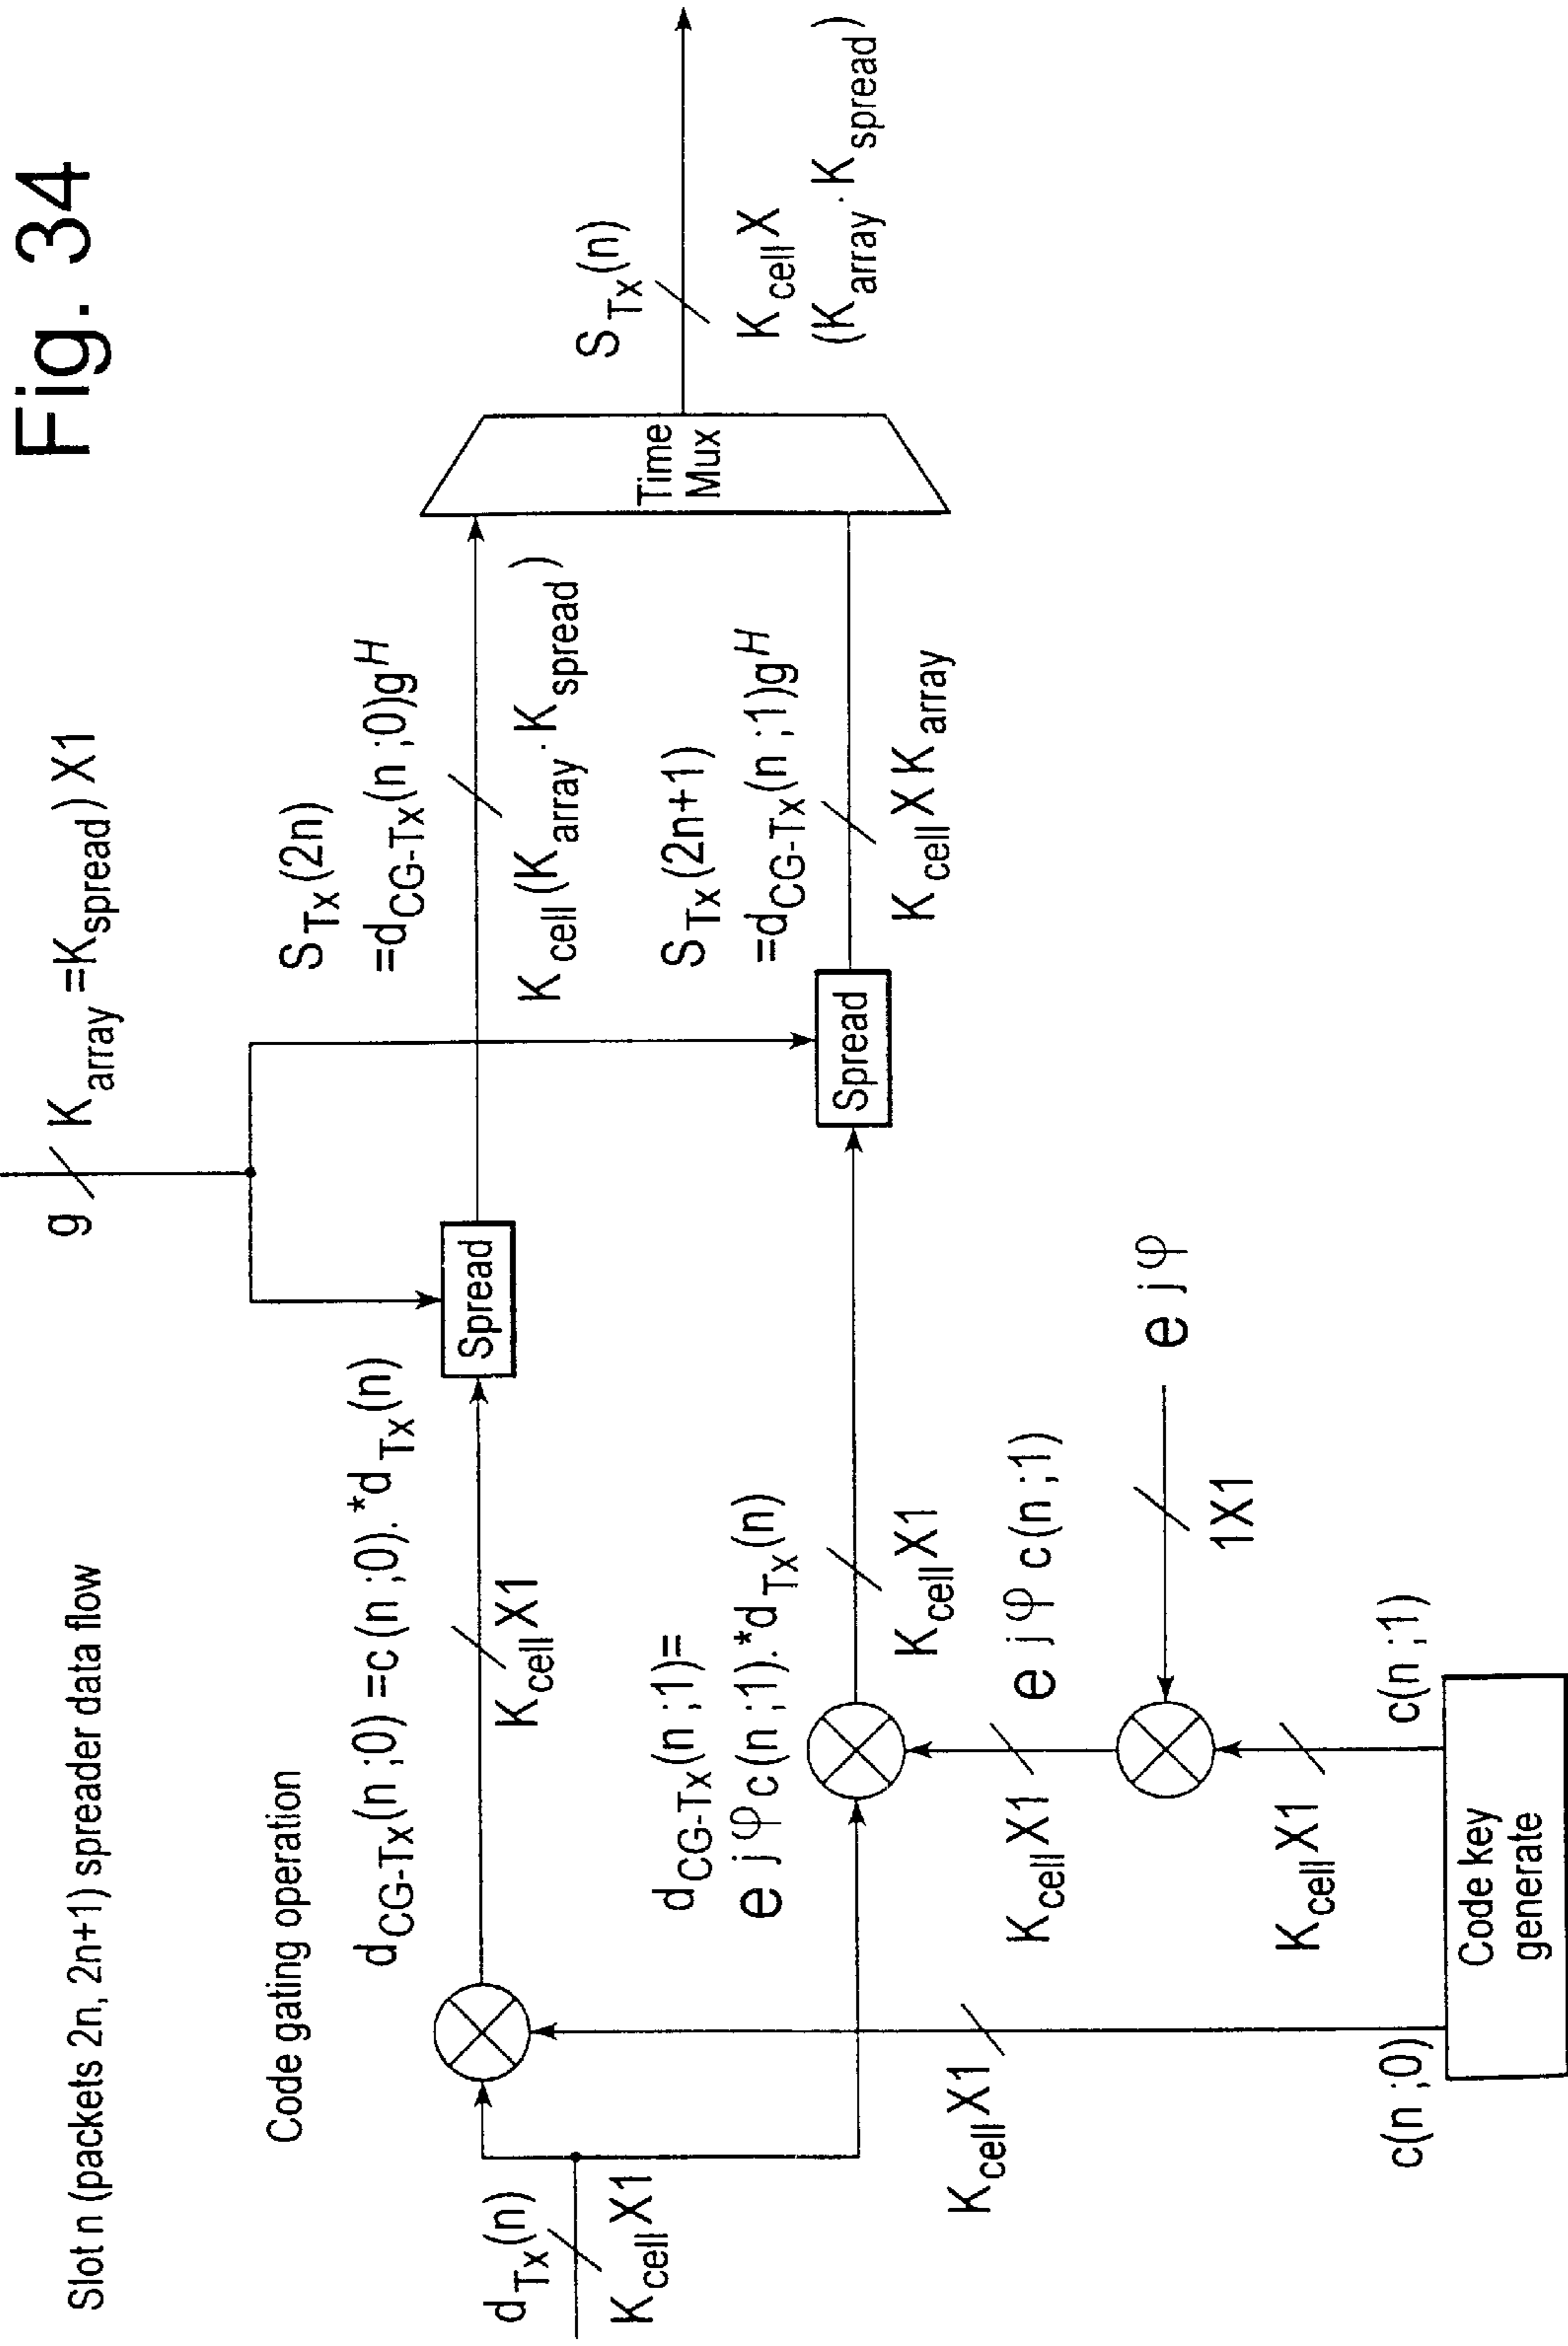 Fig. 34
Slot n (packets 2n, 2n+1) spreader data flow
g
K_array =K_spread) X1
Code gating operation
d_CG-Tx(n ;0) =c (n ;0). *d_Tx(n)
K_cell X1
Spread
S_Tx(2n)
=d_CG-Tx(n ;0)g^H
K_cell (K_array . K_spread)
d_Tx(n)
K_cell X1
Time
Mux
S_Tx(n)
K_cell X
(K_array . K_spread)
d_CG-Tx(n ;1)=
e jφ c(n ;1). *d_Tx(n)
K_cell X1
Spread
S_Tx(2n+1)
=d_CG-Tx(n ;1)g^H
K_cell X K_array
K_cell X1
K_cell X1
e jφ c(n ;1)
e jφ
1X1
K_cell X1
c(n ;0)
c(n ;1)
Code key
generate